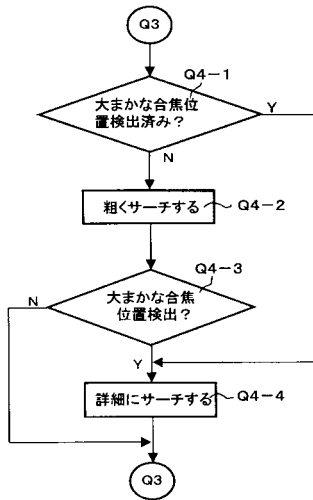 Q3
Q4-1
大まかな合焦位
置検出済み?
Y
N
粗くサーチする
Q4-2
Q4-3
N
大まかな合焦
位置検出?
Y
詳細にサーチする
Q4-4
Q3